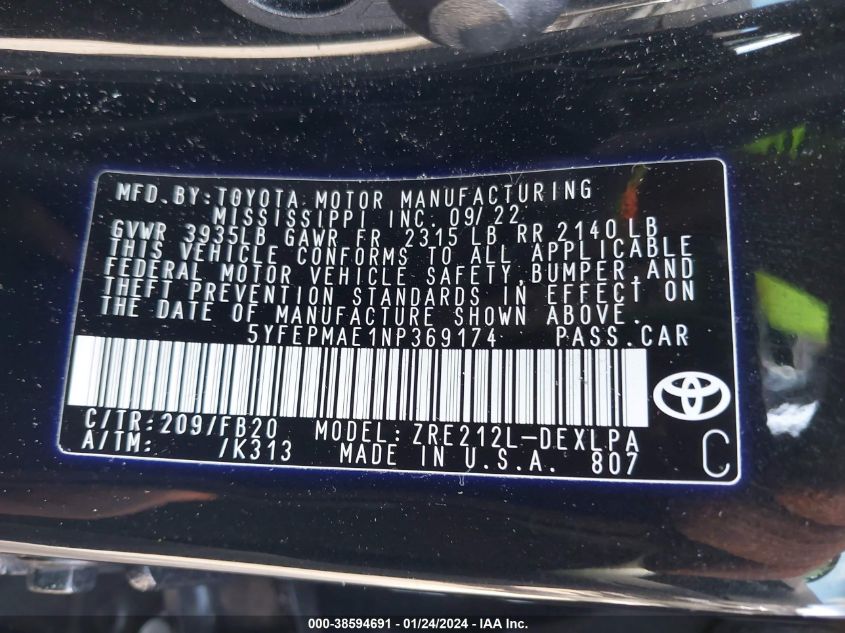 MFD. BY: TOYOTA MOTOR MANUFACTURING
MISSISSIPPI INC. 09/22
GVWR 3935LB GAWR FR 2315 LB RR 2140 LB
THIS VEHICLE CONFORMS TO ALL APPLICABLE
FEDERAL MOTOR VEHICLE SAFETY, BUMPER, AND
THEFT PREVENTION STANDARDS IN EFFECT ON
THE DATE OF MANUFACTURE SHOWN ABOVE.
5YFEPMAE1NP369174 PASS. CAR
C/TR: 209/FB20 MODEL: ZRE212L-DEXLPA
A/TM: /K313 MADE IN U.S.A. 807 C
000-38594691 - 01/24/2024 - IAA Inc.